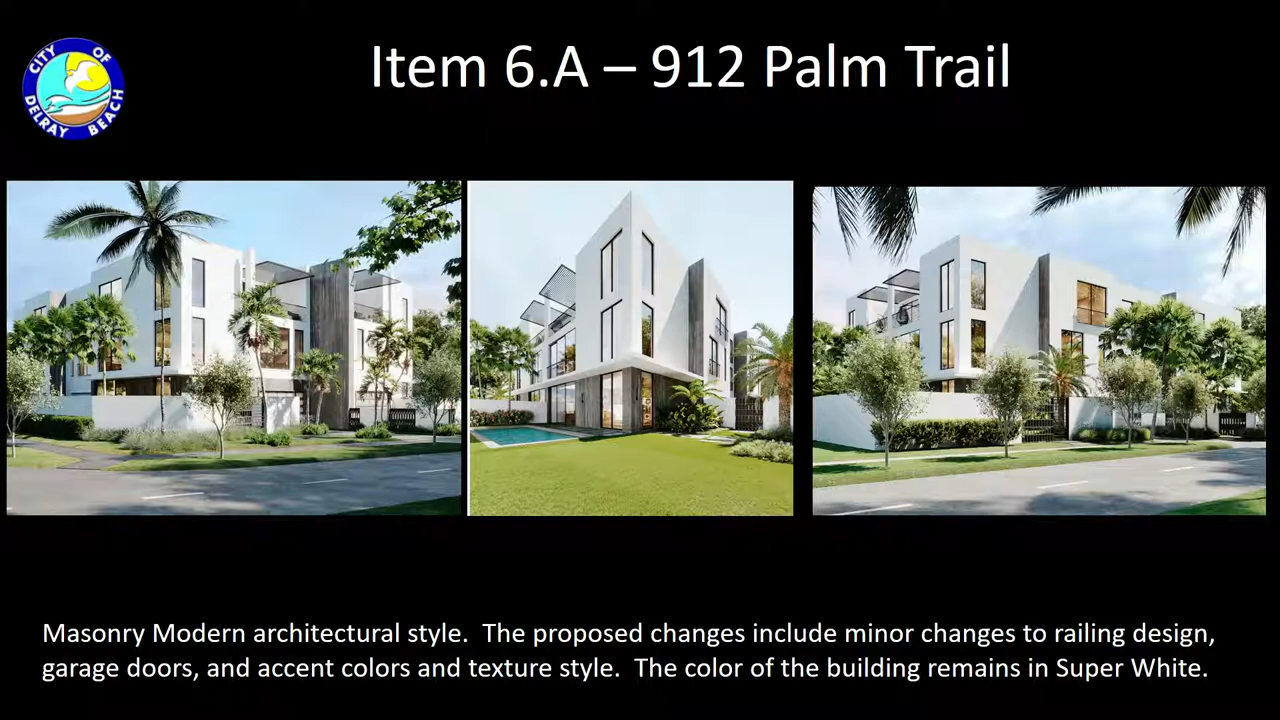 CITY OF
DELRAY BEACH
Item 6.A – 912 Palm Trail
Masonry Modern architectural style.  The proposed changes include minor changes to railing design,
garage doors, and accent colors and texture style.  The color of the building remains in Super White.